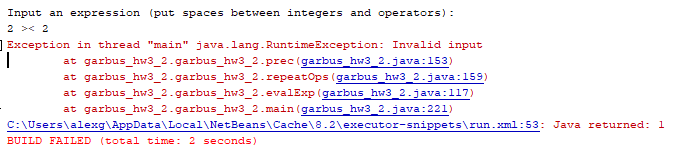 Input an expression (put spaces between integers and operators):
2 >< 2
Exception in thread "main" java.lang.RuntimeException: Invalid input
at garbus_hw3_2.garbus_hw3_2.prec(garbus_hw3_2.java:153)
at garbus_hw3_2.garbus_hw3_2.repeatOps(garbus_hw3_2.java:159)
at garbus_hw3_2.garbus_hw3_2.evalExp(garbus_hw3_2.java:117)
at garbus_hw3_2.garbus_hw3_2.main(garbus_hw3_2.java:221)
C:\Users\alexg\AppData\Local\NetBeans\Cache\8.2\executor-snippets\run.xml:53: Java returned: 1
BUILD FAILED (total time: 2 seconds)